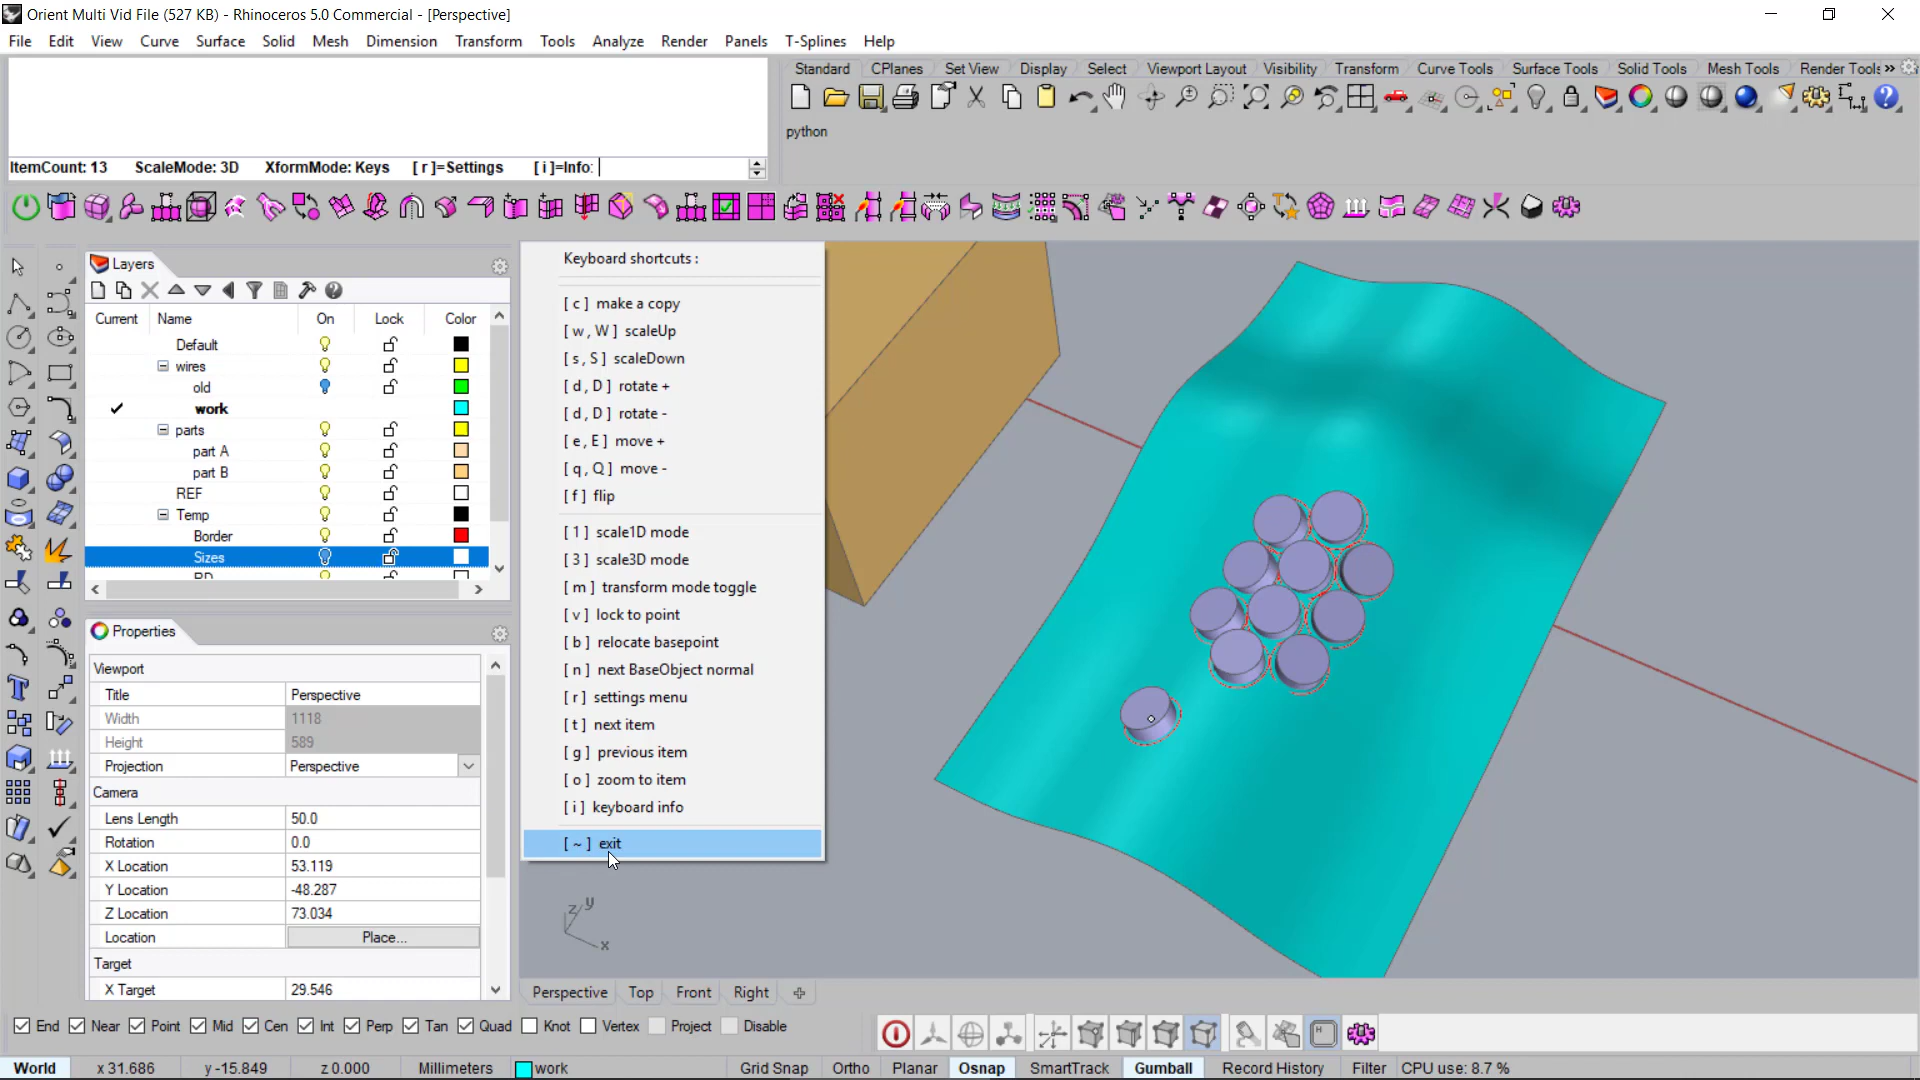 Orient Multi Vid File (527 KB) - Rhinoceros 5.0 Commercial - [Perspective]
File Edit View Curve Surface Solid Mesh Dimension Transform Tools Analyze Render Panels T-Splines Help
Standard CPlanes Set View Display Select Viewport Layout Visibility Transform Curve Tools Surface Tools Solid Tools Mesh Tools Render Tools »
python
ItemCount: 13 ScaleMode: 3D XformMode: Keys [ r ]=Settings [ i ]=Info:
Layers
Current Name On Lock Color
Default
wires
old
work
parts
part A
part B
REF
Temp
Border
Sizes
Properties
Viewport
Title Perspective
Width 1118
Height 589
Projection Perspective
Camera
Lens Length 50.0
Rotation 0.0
X Location 53.119
Y Location -48.287
Z Location 73.034
Location Place...
Target
X Target 29.546
Keyboard shortcuts :
[ c ] make a copy
[ w , W ] scaleUp
[ s , S ] scaleDown
[ d , D ] rotate +
[ d , D ] rotate -
[ e , E ] move +
[ q , Q ] move -
[ f ] flip
[ 1 ] scale1D mode
[ 3 ] scale3D mode
[ m ] transform mode toggle
[ v ] lock to point
[ b ] relocate basepoint
[ n ] next BaseObject normal
[ r ] settings menu
[ t ] next item
[ g ] previous item
[ o ] zoom to item
[ i ] keyboard info
[ ~ ] exit
z y
x
Perspective Top Front Right
End Near Point Mid Cen Int Perp Tan Quad Knot Vertex Project Disable
World x 31.686 y -15.849 z 0.000 Millimeters work Grid Snap Ortho Planar Osnap SmartTrack Gumball Record History Filter CPU use: 8.7 %